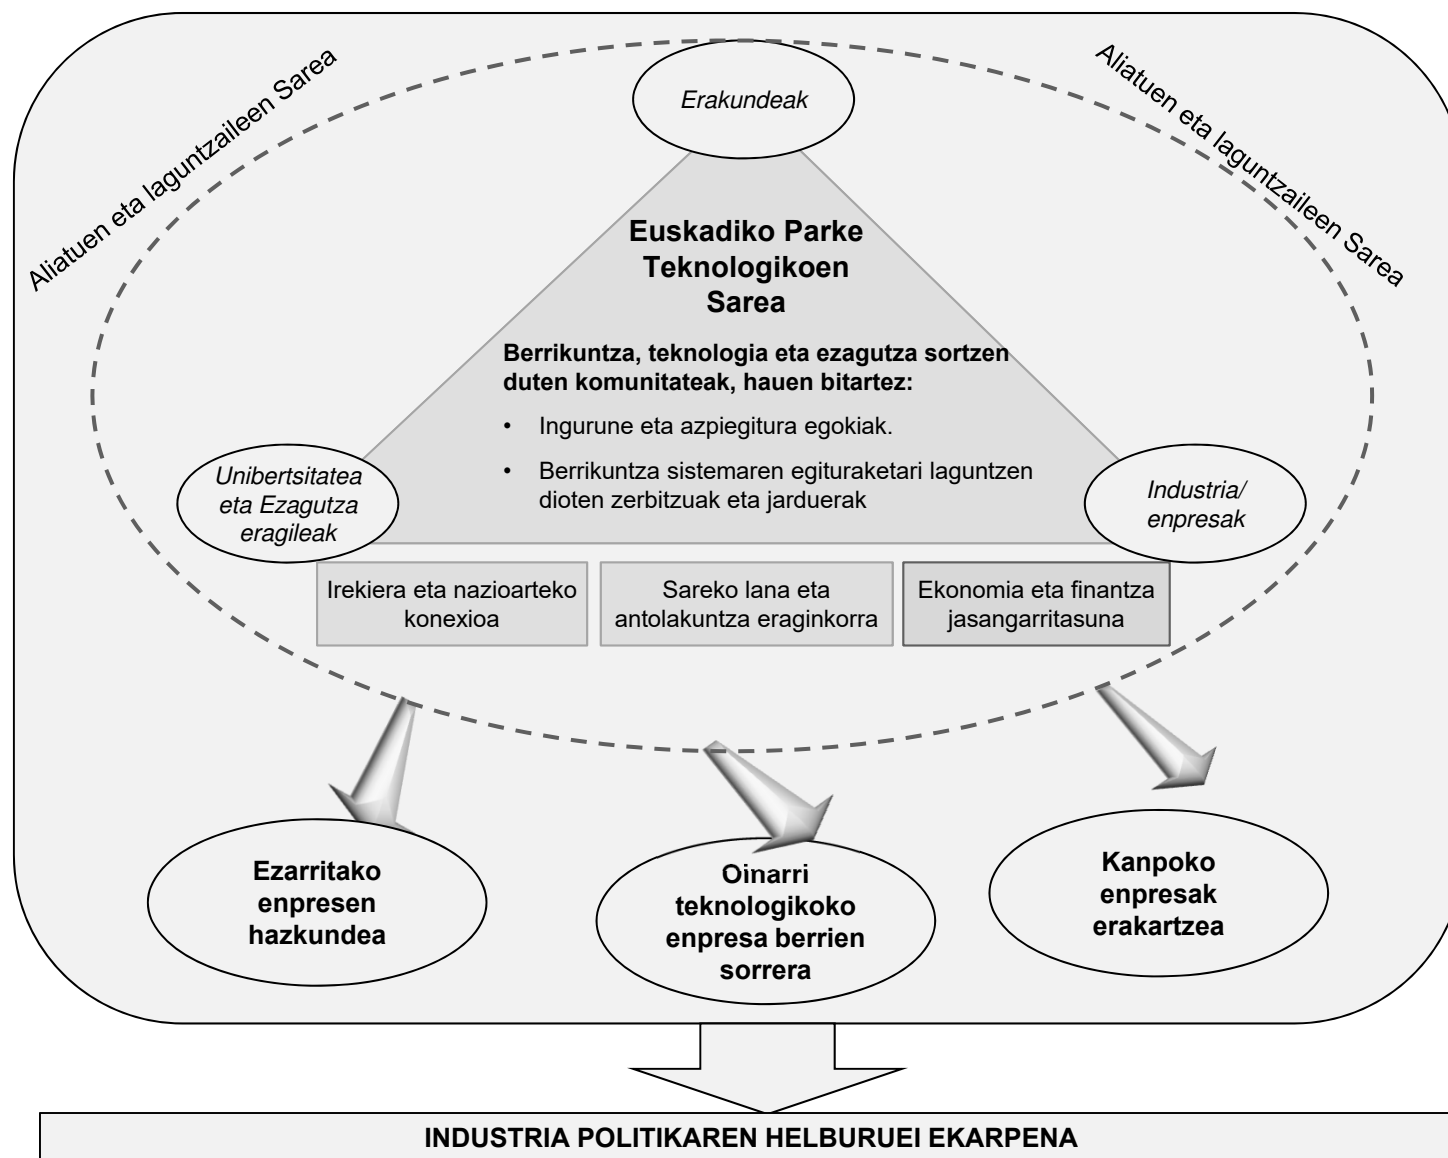 Aliatuen eta laguntzaileen Sarea
Aliatuen eta laguntzaileen Sarea
Erakundeak
Euskadiko Parke
Teknologikoen
Sarea
Berrikuntza, teknologia eta ezagutza sortzen
duten komunitateak, hauen bitartez:
• Ingurune eta azpiegitura egokiak.
• Berrikuntza sistemaren egituraketari laguntzen
dioten zerbitzuak eta jarduerak
Unibertsitatea
eta Ezagutza
eragileak
Industria/
enpresak
Irekiera eta nazioarteko
konexioa
Sareko lana eta
antolakuntza eraginkorra
Ekonomia eta finantza
jasangarritasuna
Ezarritako
enpresen
hazkundea
Oinarri
teknologikoko
enpresa berrien
sorrera
Kanpoko
enpresak
erakartzea
INDUSTRIA POLITIKAREN HELBURUEI EKARPENA